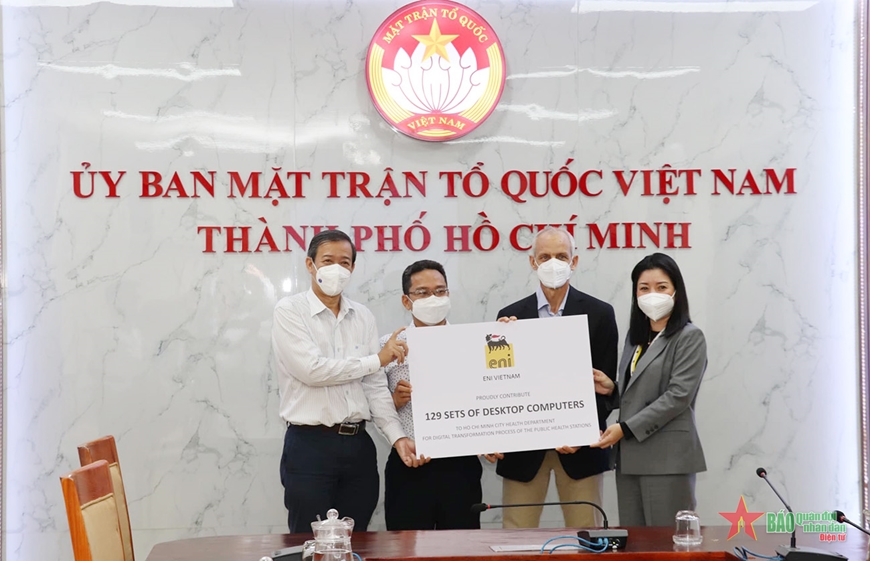 MẶT TRẬN TỔ QUỐC
VIỆT NAM
ỦY BAN MẶT TRẬN TỔ QUỐC VIỆT NAM
THÀNH PHỐ HỒ CHÍ MINH
eni
ENI VIETNAM
PROUDLY CONTRIBUTE
129 SETS OF DESKTOP COMPUTERS
TO HO CHI MINH CITY HEALTH DEPARTMENT
FOR DIGITAL TRANSFORMATION PROCESS OF THE PUBLIC HEALTH STATIONS
BÁO quân đội
nhân dân
Điện tử